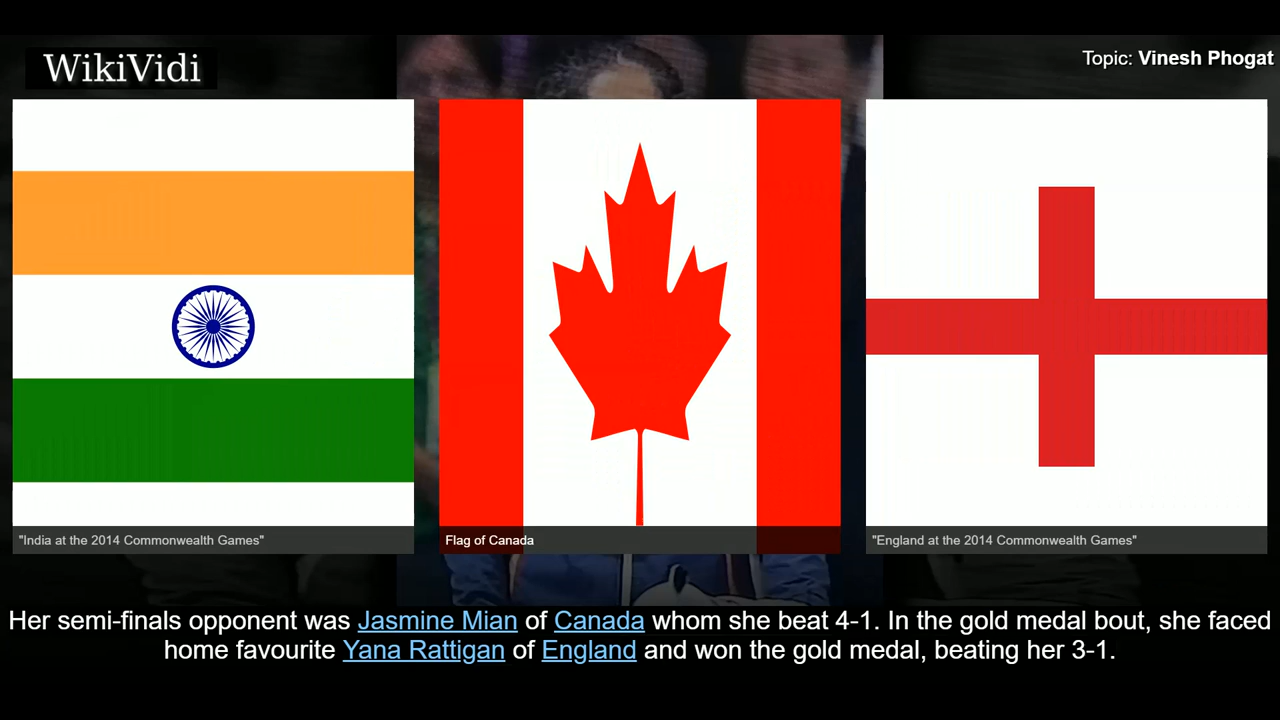 WikiVidi
Topic: Vinesh Phogat
"India at the 2014 Commonwealth Games"
Flag of Canada
"England at the 2014 Commonwealth Games"
Her semi-finals opponent was Jasmine Mian of Canada whom she beat 4-1. In the gold medal bout, she faced
home favourite Yana Rattigan of England and won the gold medal, beating her 3-1.